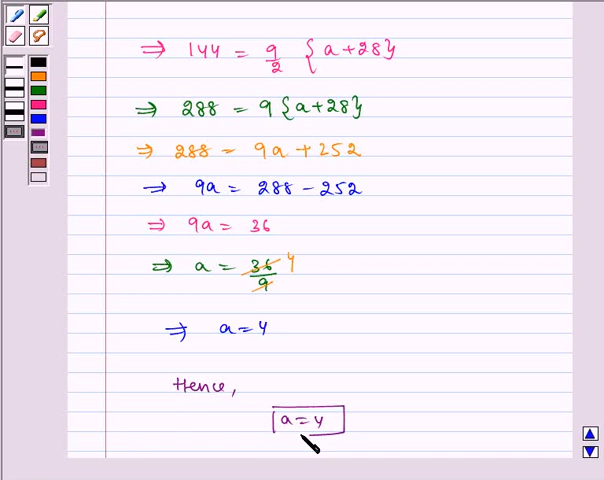 ⇒ 144 = 9/2 {a+28}
⇒ 288 = 9{a+28}
⇒ 288 = 9a + 252
⇒ 9a = 288 - 252
⇒ 9a = 36
⇒ a = 36/9 4
⇒ a = 4
Hence,
a = 4